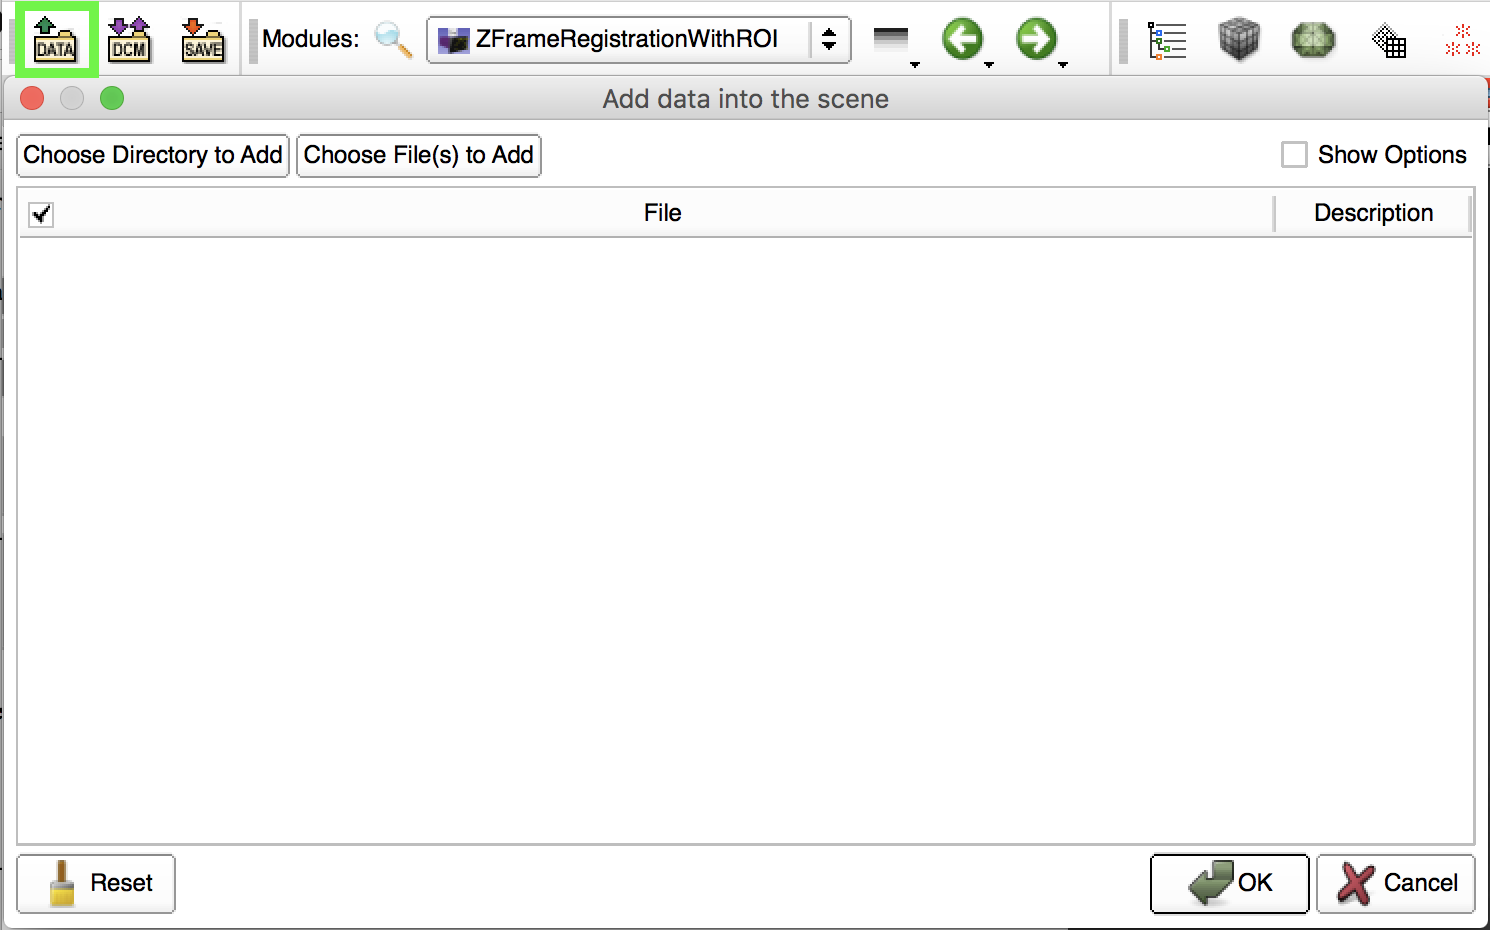 DATA DCM SAVE Modules: ZFrameRegistrationWithROI
Add data into the scene
Choose Directory to Add Choose File(s) to Add Show Options
File Description
Reset OK Cancel